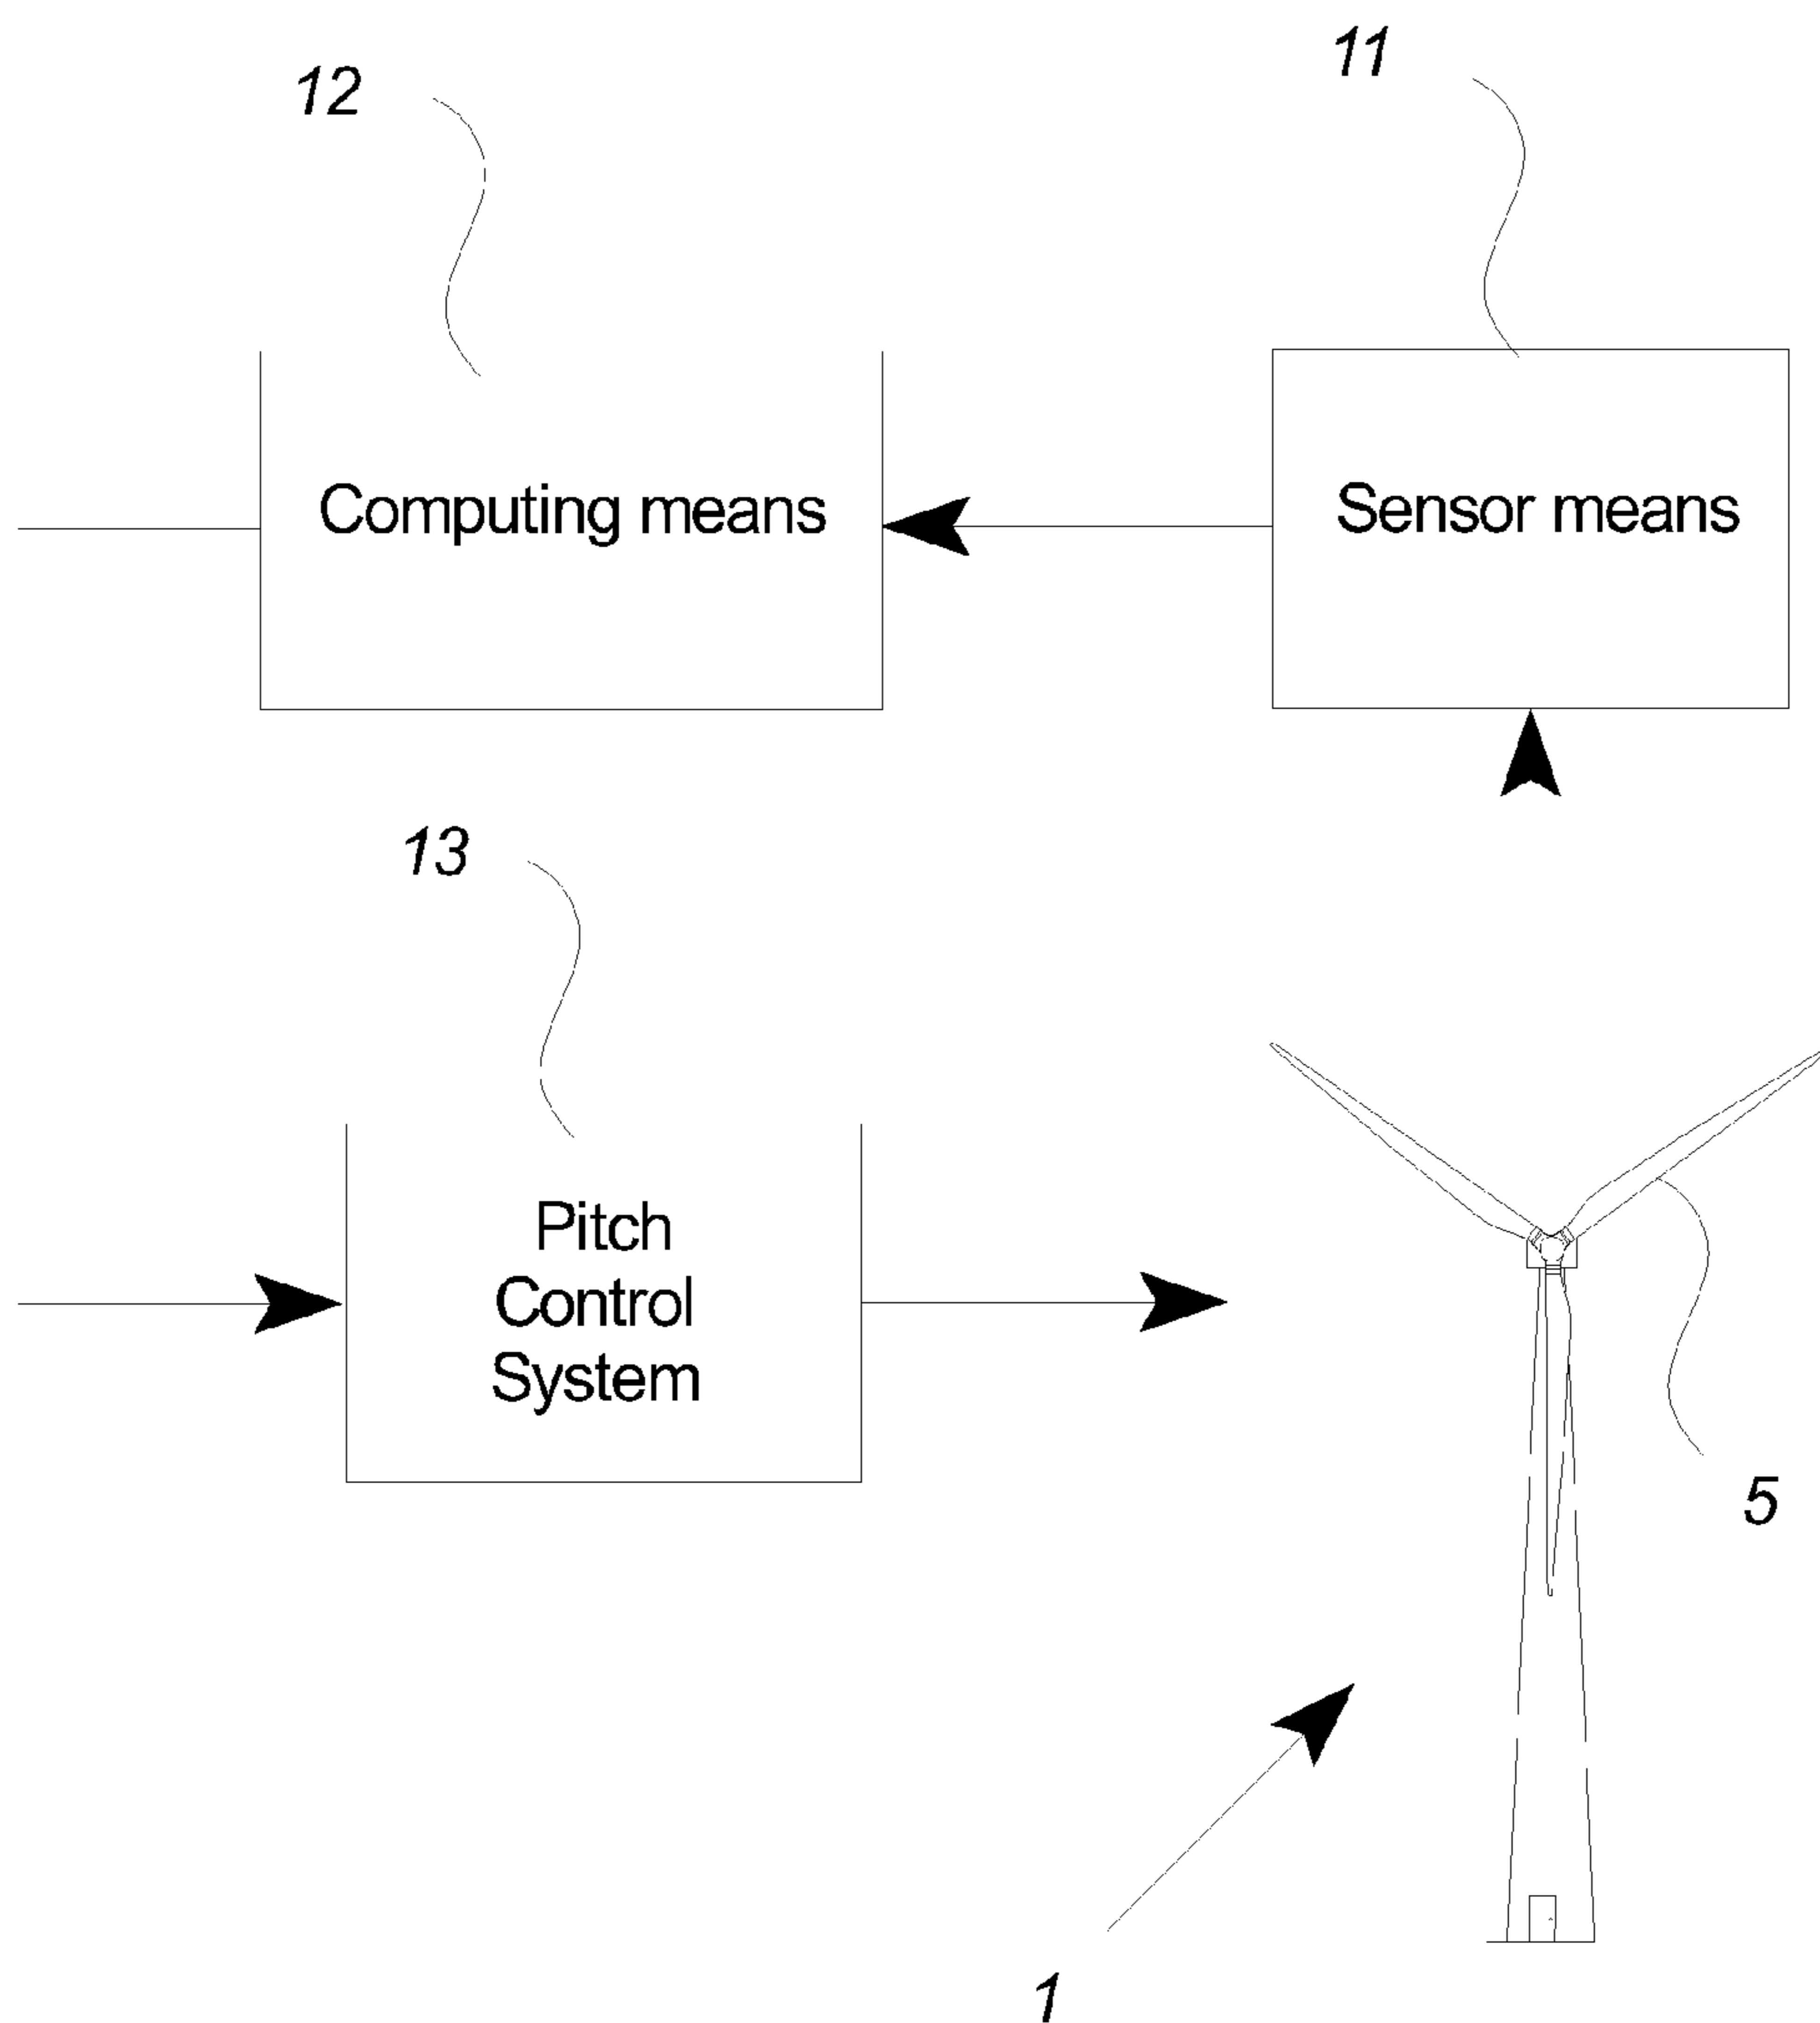 11
12
Computing means
Sensor means
13
Pitch
Control
System
5
1